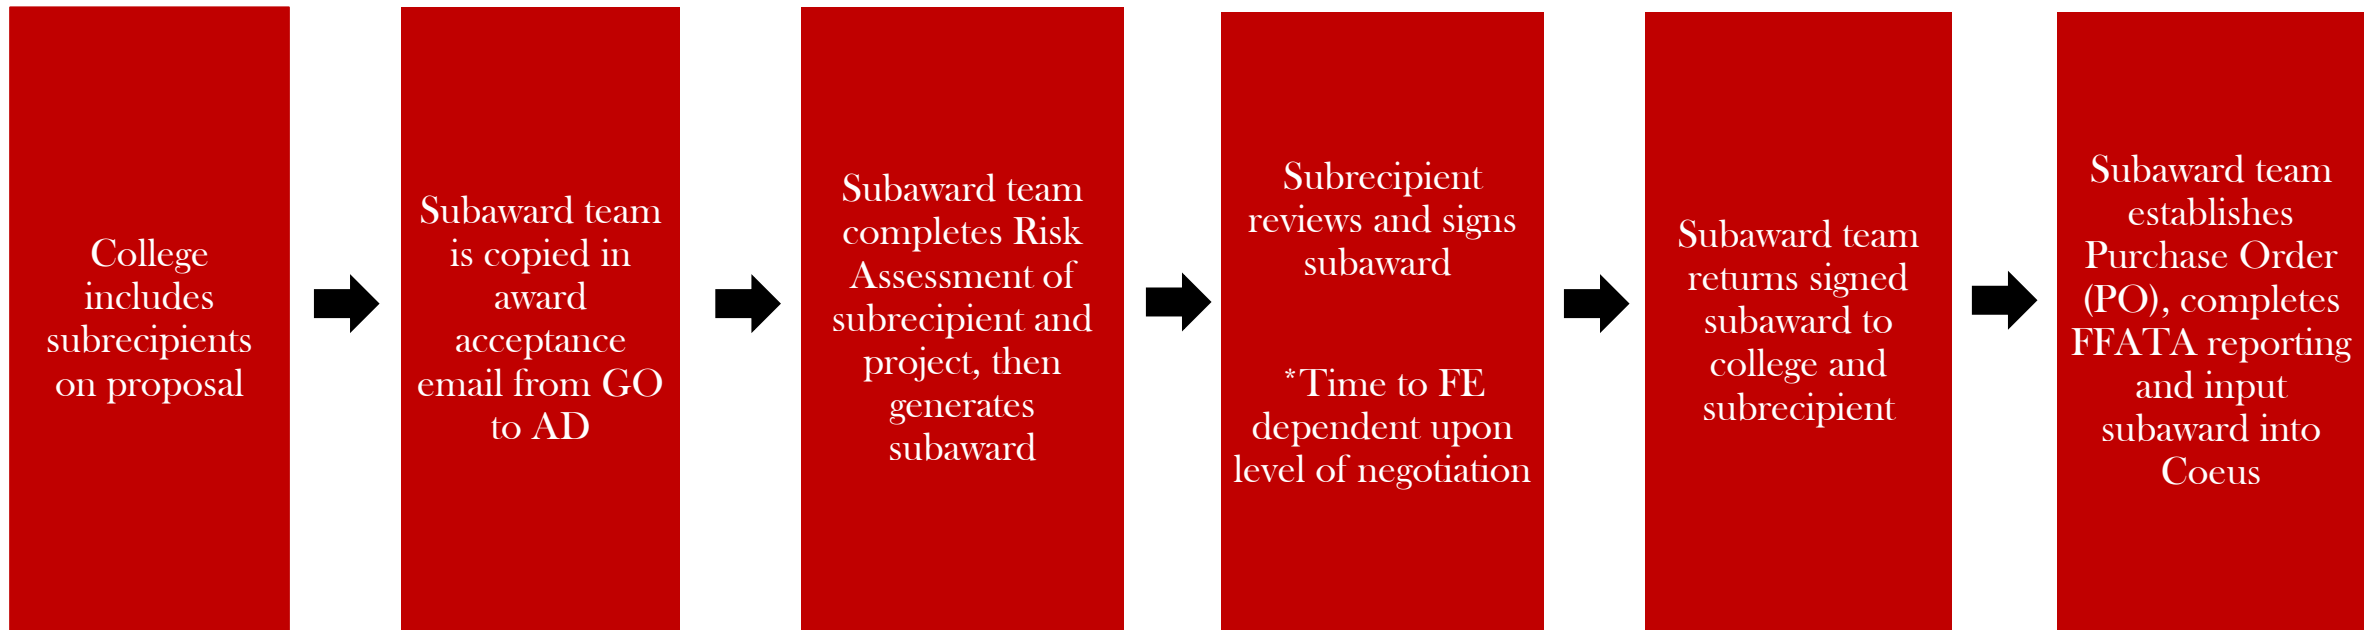 College
includes
subrecipients
on proposal
Subaward team
is copied in
award
acceptance
email from GO
to AD
Subaward team
completes Risk
Assessment of
subrecipient and
project, then
generates
subaward
Subrecipient
reviews and signs
subaward
*Time to FE
dependent upon
level of negotiation
Subaward team
returns signed
subaward to
college and
subrecipient
Subaward team
establishes
Purchase Order
(PO), completes
FFATA reporting
and input
subaward into
Coeus